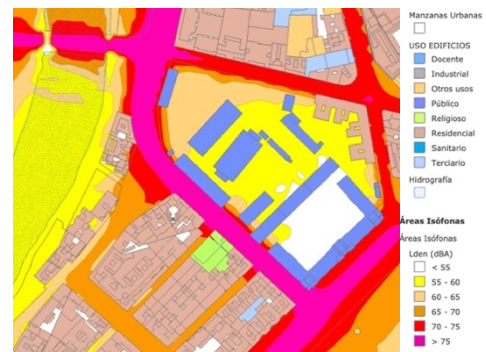 Manzanas Urbanas
USO EDIFICIOS
Docente
Industrial
Otros usos
Público
Religioso
Residencial
Sanitario
Terciario
Hidrografía
Áreas Isófonas
Áreas Isófonas
Lden (dBA)
< 55
55 - 60
60 - 65
65 - 70
70 - 75
> 75